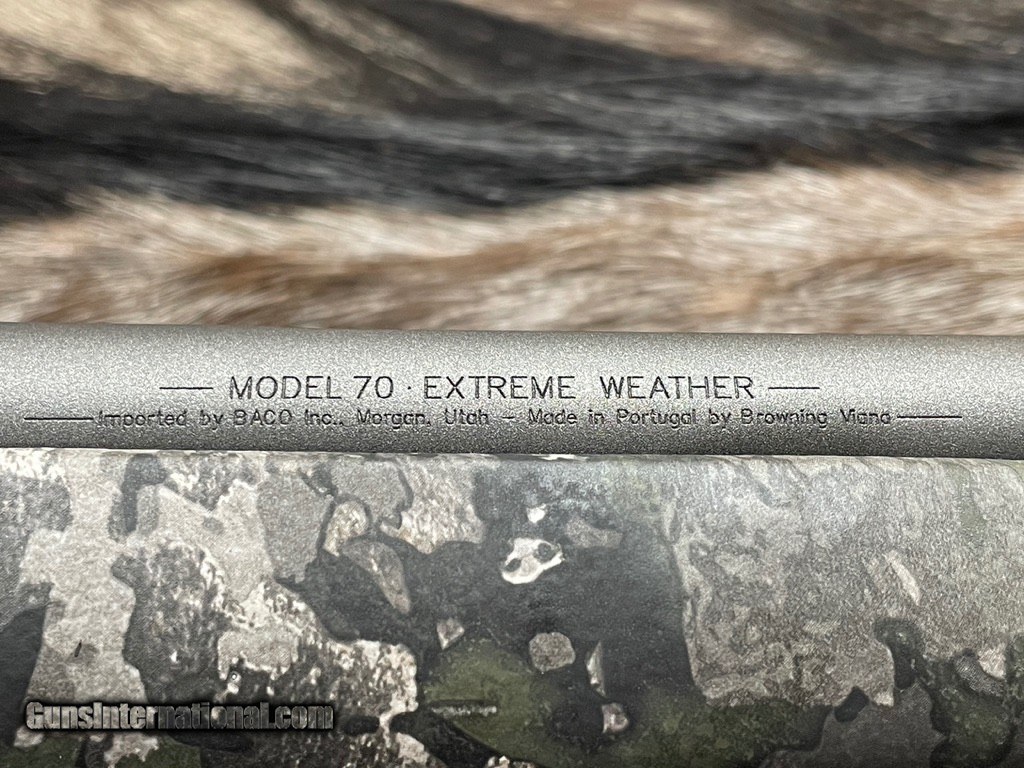 MODEL 70 · EXTREME WEATHER
Imported by BACO Inc., Morgan, Utah – Made in Portugal by Browning Viana
GunsInternational.com